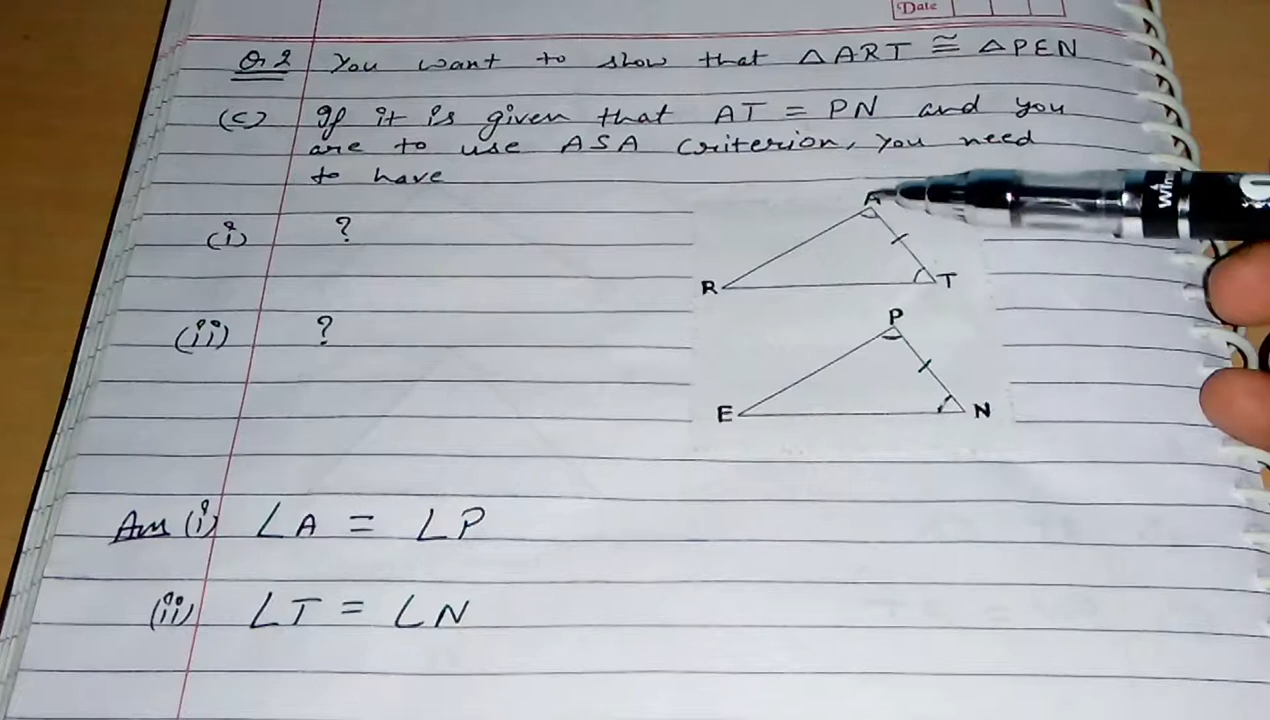 Date
Q.2 You want to show that △ART ≅ △PEN
(c) If it is given that AT = PN and you
are to use ASA criterion, you need
to have
(i) ?
(ii) ?
A
R T
P
E N
Ans (i) ∠A = ∠P
(ii) ∠T = ∠N